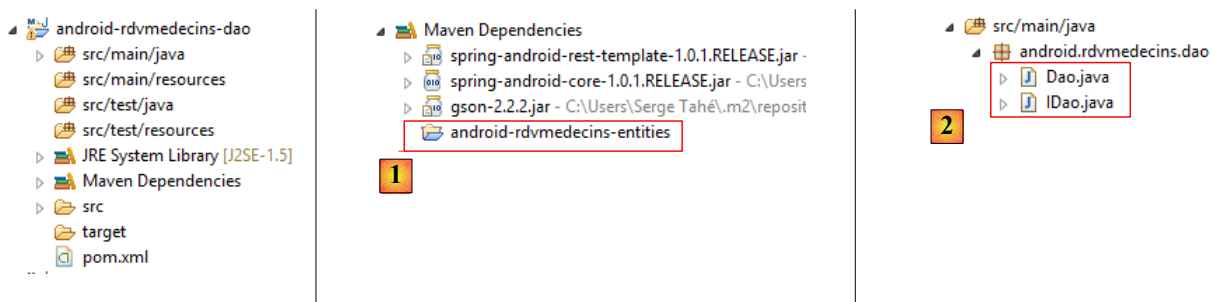 android-rdvmedecins-dao
src/main/java
src/main/resources
src/test/java
src/test/resources
JRE System Library [J2SE-1.5]
Maven Dependencies
src
target
pom.xml
Maven Dependencies
spring-android-rest-template-1.0.1.RELEASE.jar -
spring-android-core-1.0.1.RELEASE.jar - C:\Users
gson-2.2.2.jar - C:\Users\Serge Tahé\.m2\reposit
android-rdvmedecins-entities
1
src/main/java
android.rdvmedecins.dao
Dao.java
IDao.java
2